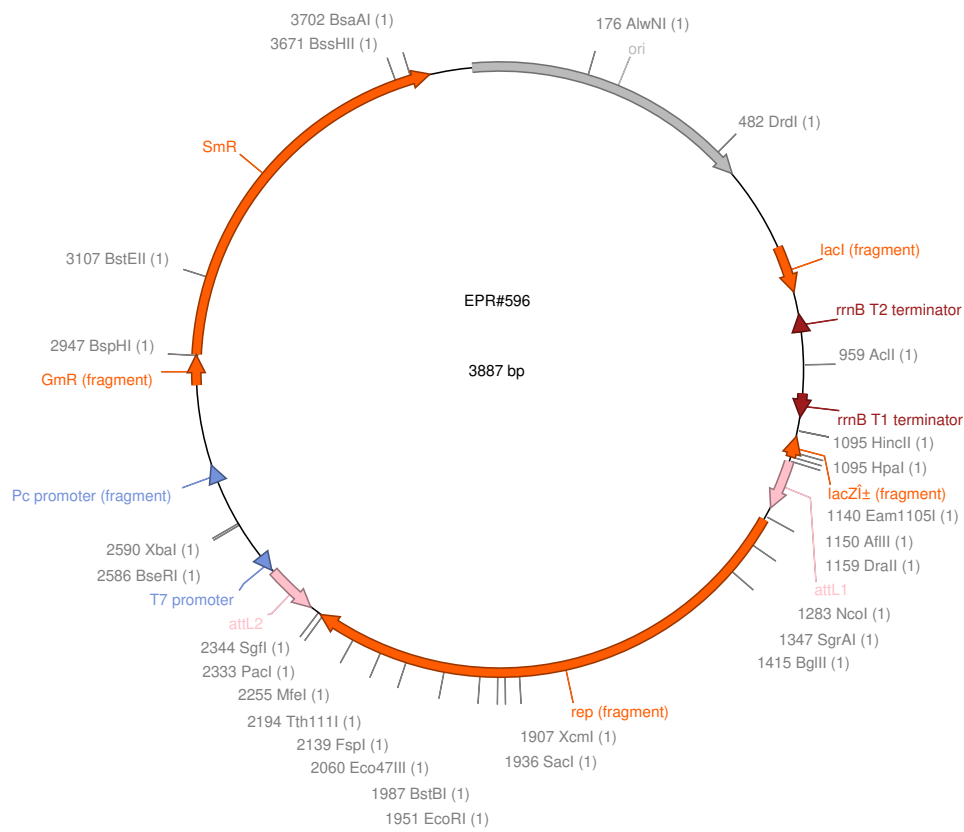 3702 BsaAI (1)
3671 BssHII (1)
176 AlwNI (1)
ori
482 DrdI (1)
SmR
lacI (fragment)
3107 BstEII (1)
EPR#596
rrnB T2 terminator
2947 BspHI (1)
959 AclI (1)
3887 bp
GmR (fragment)
rrnB T1 terminator
1095 HincII (1)
1095 HpaI (1)
Pc promoter (fragment)
lacZÎ± (fragment)
1140 Eam1105I (1)
1150 AflII (1)
2590 XbaI (1)
1159 DraII (1)
2586 BseRI (1)
attL1
T7 promoter
1283 NcoI (1)
attL2
1347 SgrAI (1)
2344 SgfI (1)
1415 BglII (1)
2333 PacI (1)
2255 MfeI (1)
rep (fragment)
2194 Tth111I (1)
1907 XcmI (1)
2139 FspI (1)
1936 SacI (1)
2060 Eco47III (1)
1987 BstBI (1)
1951 EcoRI (1)